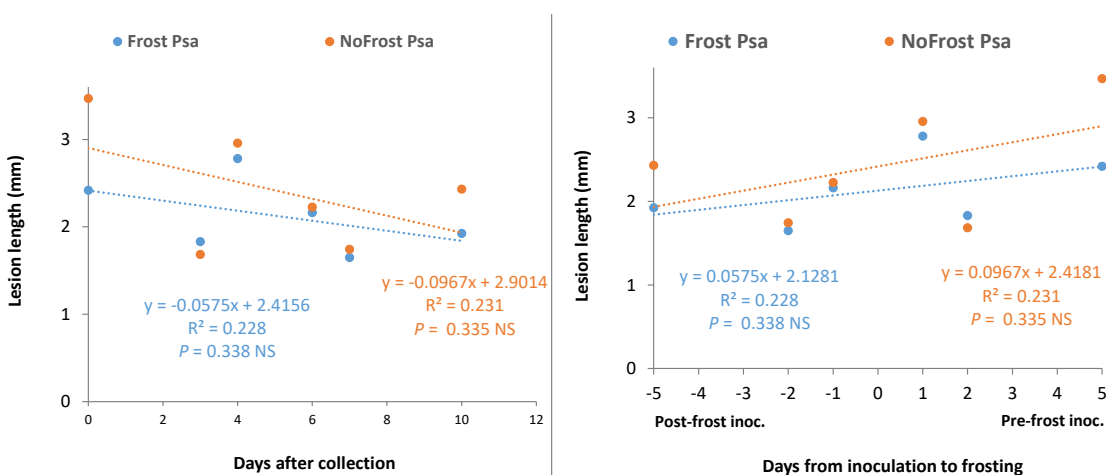 Frost Psa
NoFrost Psa
Lesion length (mm)
3
2
1
0
y = -0.0967x + 2.9014
R² = 0.231
P = 0.335 NS
y = -0.0575x + 2.4156
R² = 0.228
P = 0.338 NS
0 2 4 6 8 10 12
Days after collection
Frost Psa
NoFrost Psa
Lesion length (mm)
3
2
1
0
y = 0.0575x + 2.1281
R² = 0.228
P = 0.338 NS
y = 0.0967x + 2.4181
R² = 0.231
P = 0.335 NS
-5 -4 -3 -2 -1 0 1 2 3 4 5
Post-frost inoc.
Pre-frost inoc.
Days from inoculation to frosting